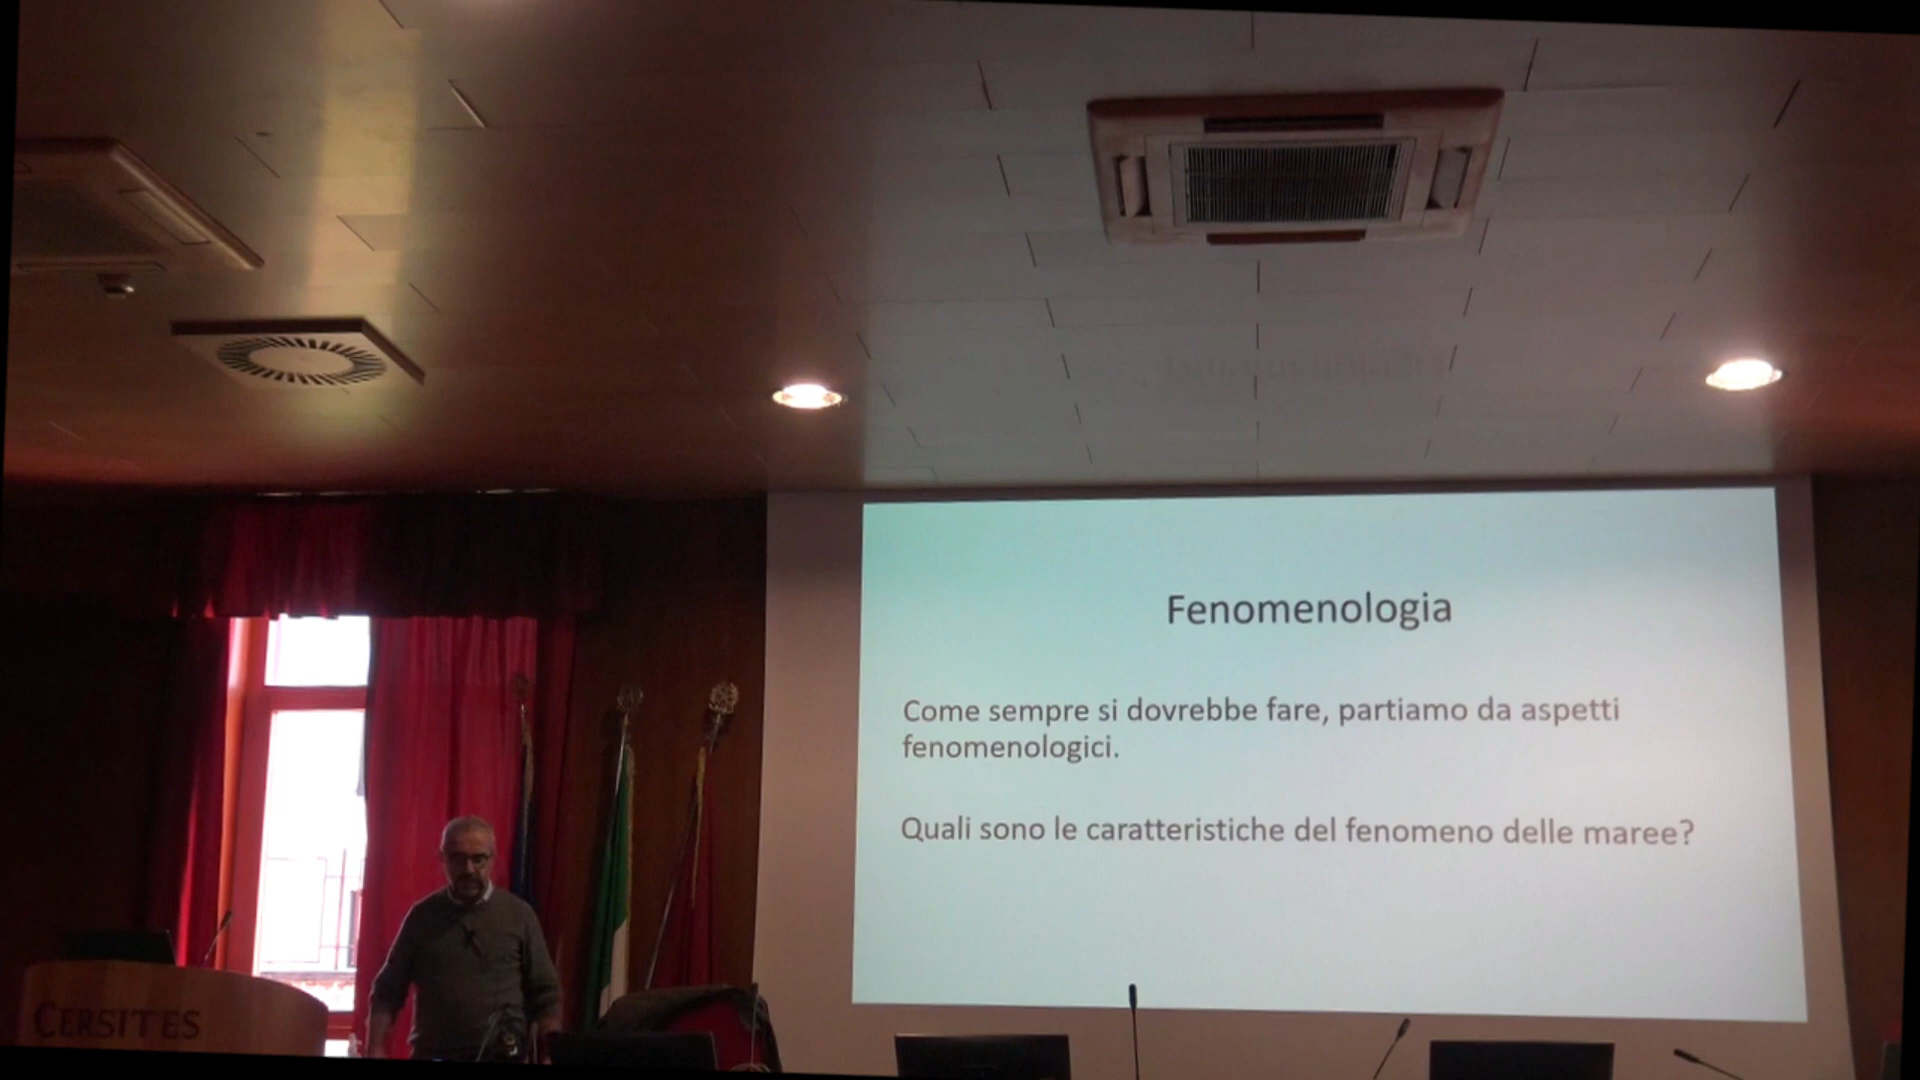 Fenomenologia
Come sempre si dovrebbe fare, partiamo da aspetti
fenomenologici.
Quali sono le caratteristiche del fenomeno delle maree?
CERSITES